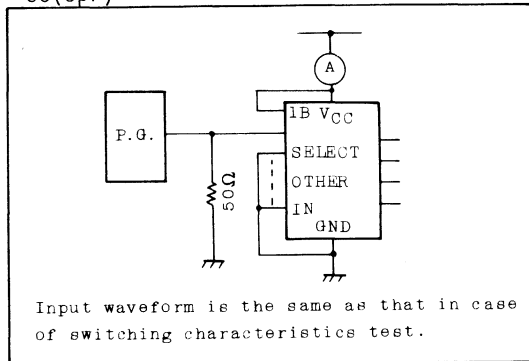 A
1B VCC
P.G.
SELECT
50Ω
OTHER
IN
GND
Input waveform is the same as that in case
of switching characteristics test.